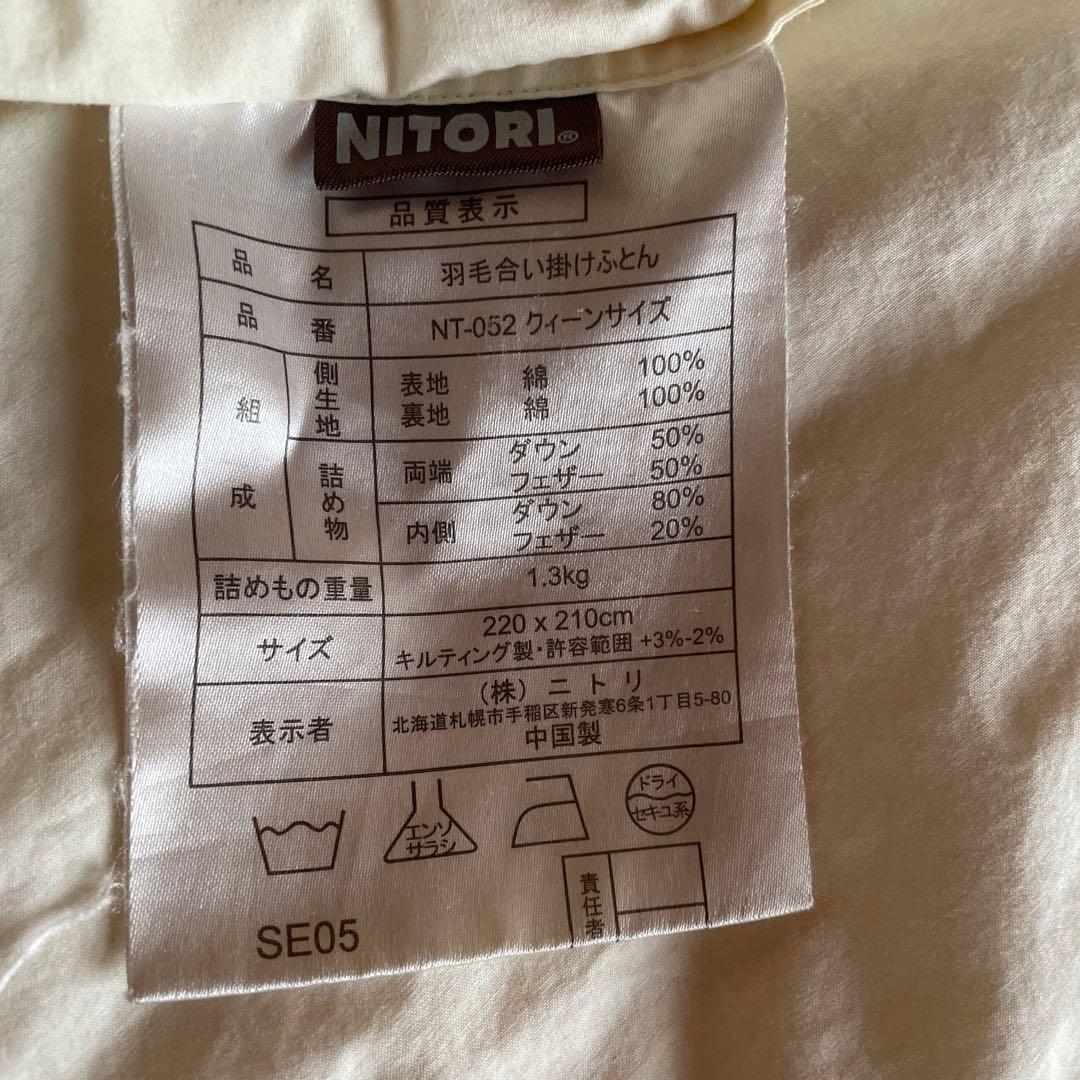 NITORI®
品質表示
品名 羽毛合い掛けふとん
品番 NT-052 クィーンサイズ
組成 側生地 表地 綿 100%
裏地 綿 100%
詰め物 両端 ダウン 50%
フェザー 50%
内側 ダウン 80%
フェザー 20%
詰めもの重量 1.3kg
サイズ 220 x 210cm
キルティング製・許容範囲 +3%-2%
表示者 (株) ニトリ
北海道札幌市手稲区新発寒6条1丁目5-80
中国製
エンソ
サラシ
ドライ
セキユ系
責任者
SE05